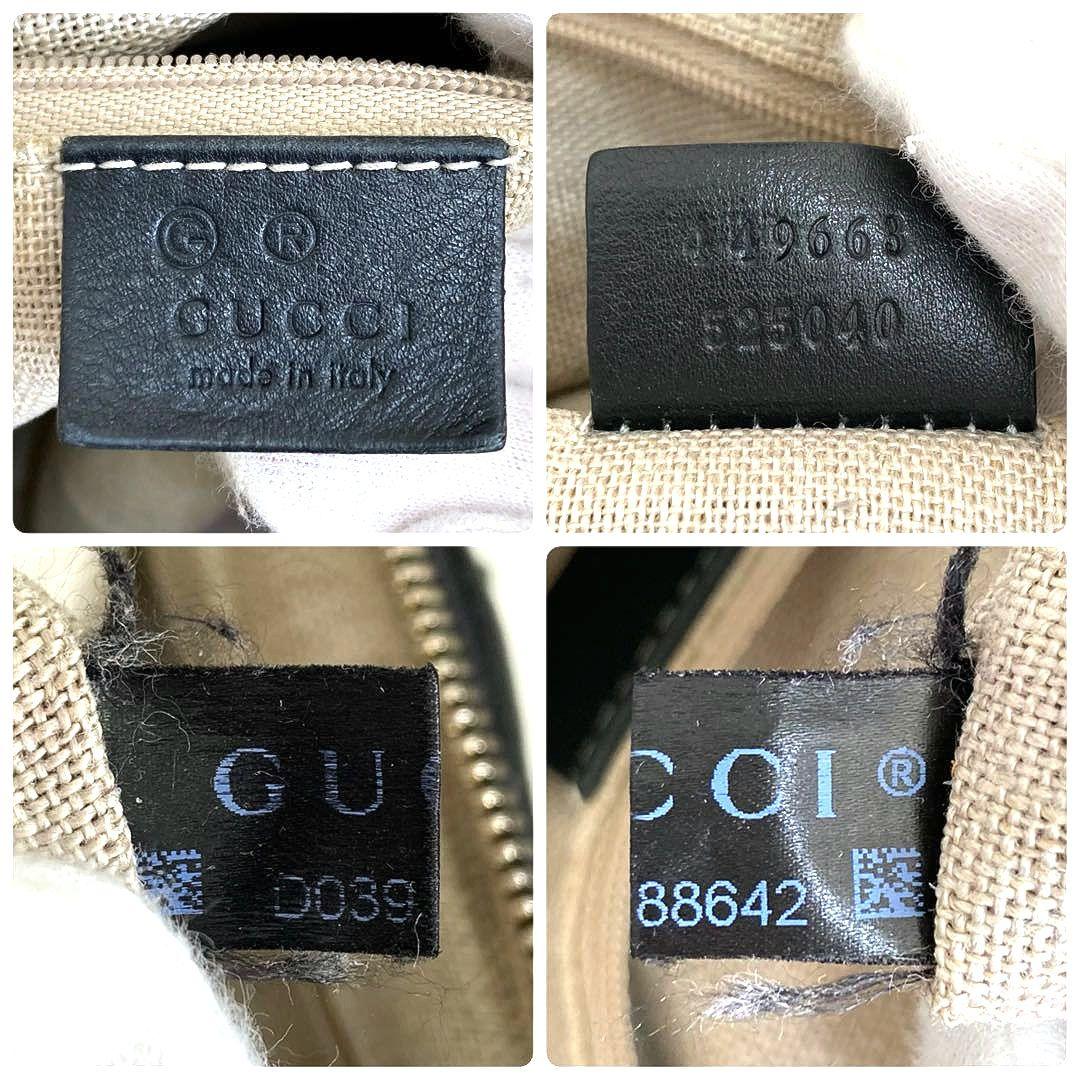 G ®
GUCCI
made in italy
449663
525040
GUC
D039
CCI®
88642